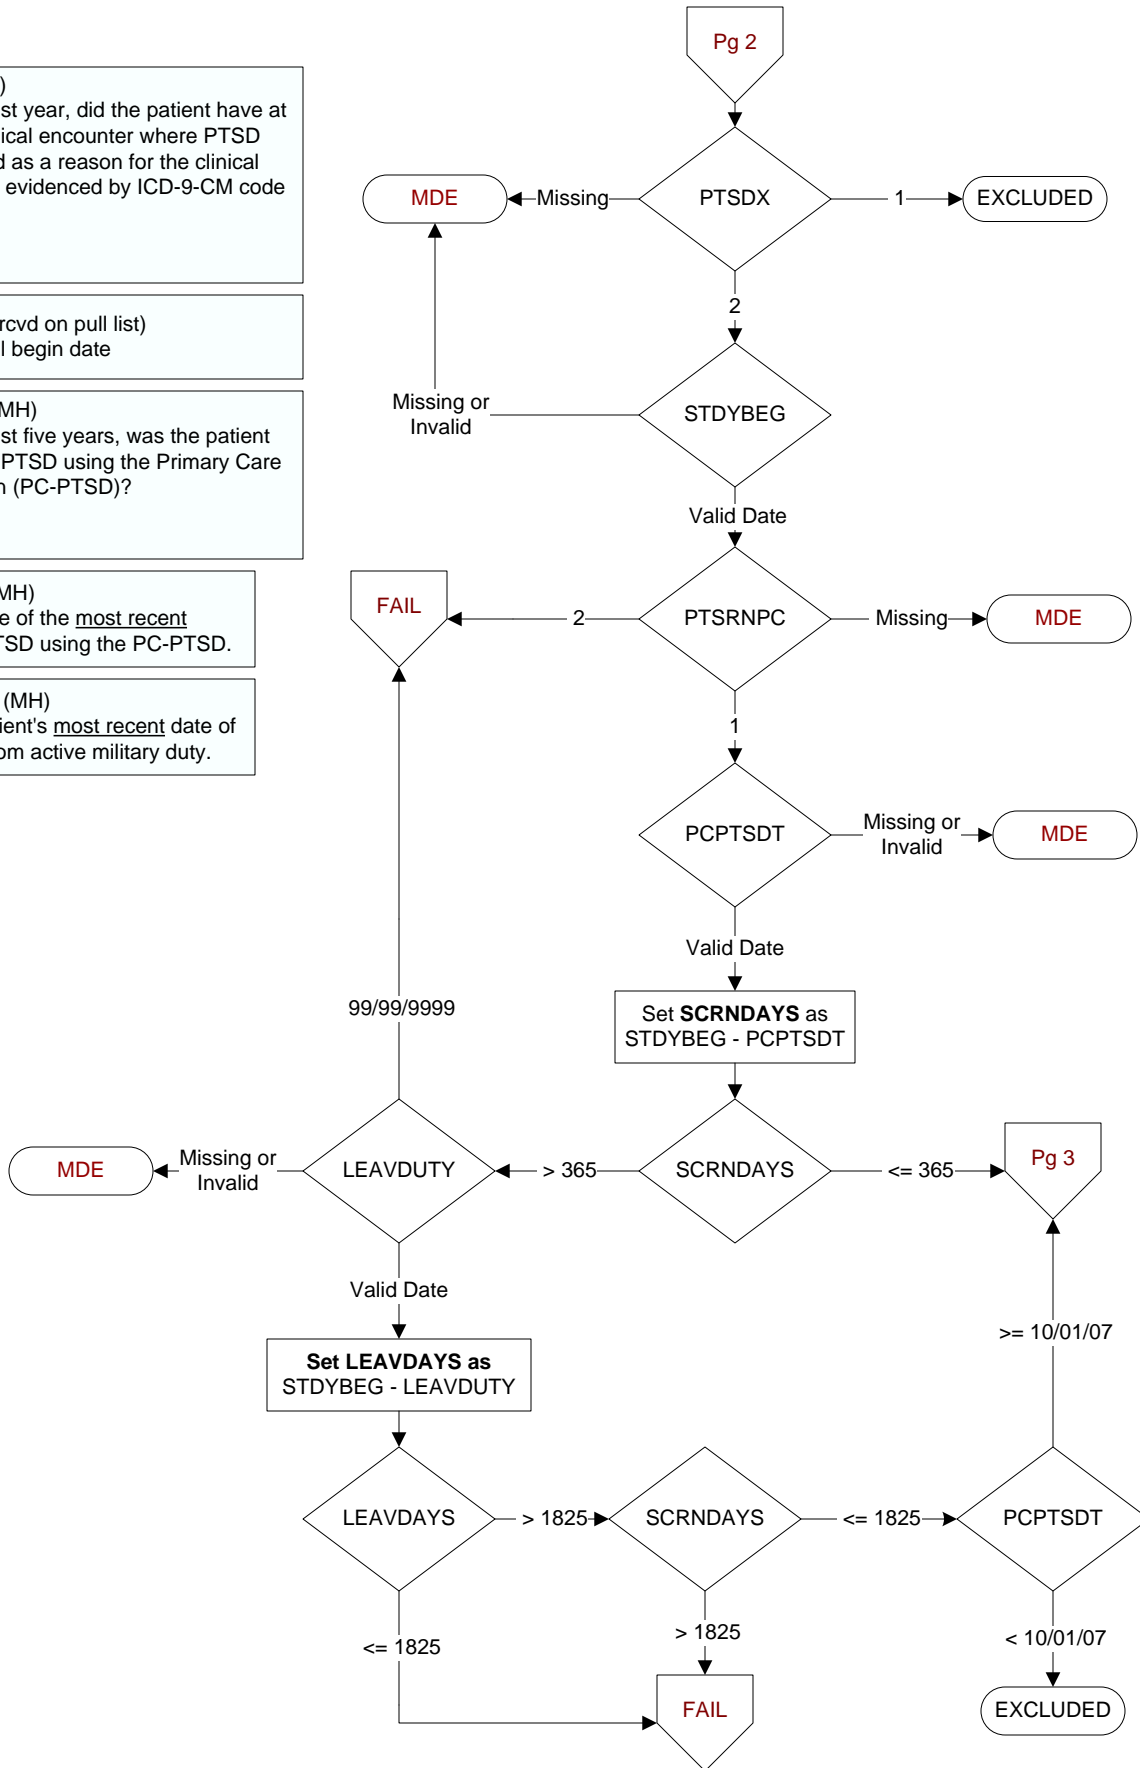 )
st year, did the patient have at
ical encounter where PTSD
d as a reason for the clinical
evidenced by ICD-9-CM code
rcvd on pull list)
l begin date
MH)
st five years, was the patient
PTSD using the Primary Care
n (PC-PTSD)?
MH)
e of the most recent
TSD using the PC-PTSD.
(MH)
ient's most recent date of
om active military duty.
Pg 2
MDE
Missing
PTSDX
1
EXCLUDED
2
Missing or
Invalid
STDYBEG
Valid Date
FAIL
2
PTSRNPC
Missing
MDE
1
PCPTSDT
Missing or
Invalid
MDE
Valid Date
99/99/9999
Set SCRNDAYS as
STDYBEG - PCPTSDT
MDE
Missing or
Invalid
LEAVDUTY
> 365
SCRNDAYS
<= 365
Pg 3
Valid Date
>= 10/01/07
Set LEAVDAYS as
STDYBEG - LEAVDUTY
LEAVDAYS
> 1825
SCRNDAYS
<= 1825
PCPTSDT
<= 1825
> 1825
< 10/01/07
FAIL
EXCLUDED